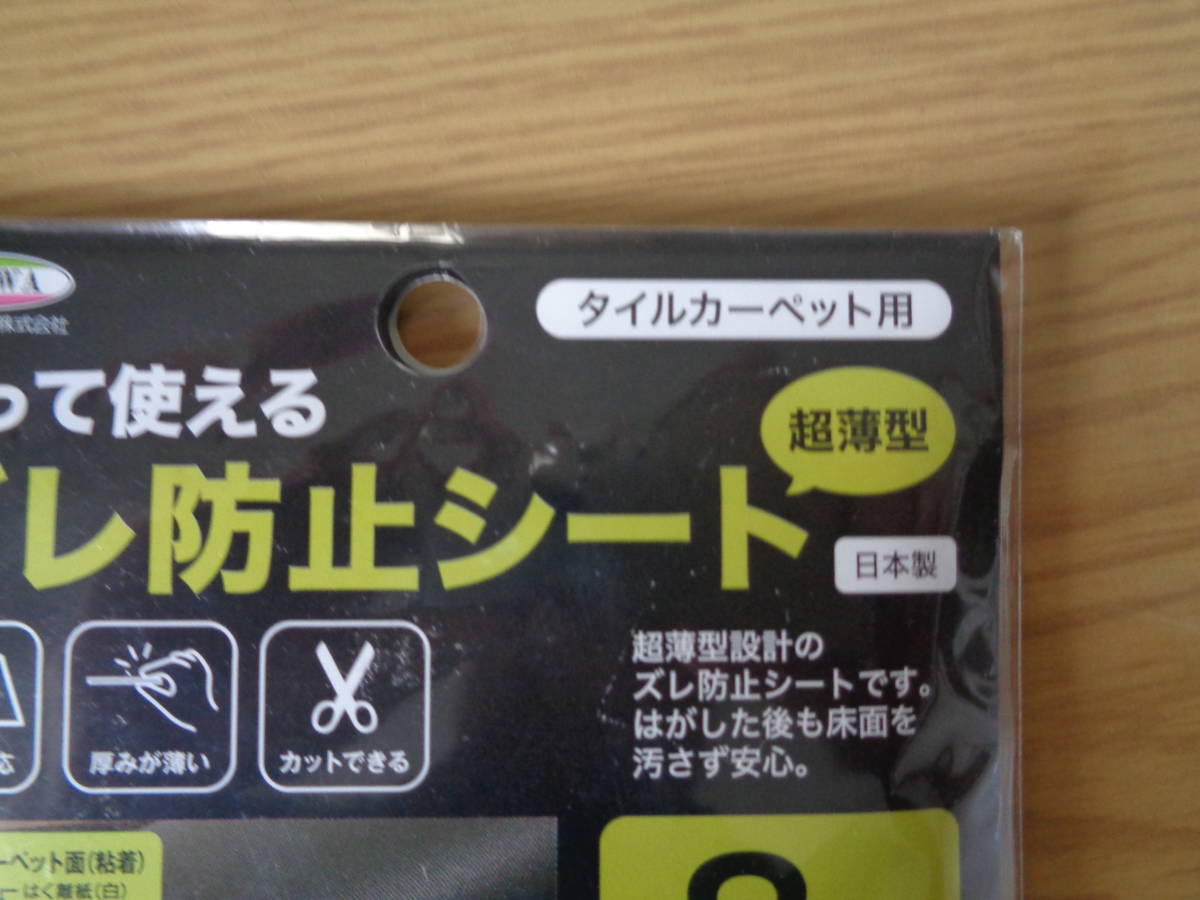 株式会社
タイルカーペット用
って使える
超薄型
ズレ防止シート
日本製
厚みが薄い
カットできる
超薄型設計の
ズレ防止シートです。
はがした後も床面を
汚さず安心。
ーペット面(粘着)
はく離紙(白)